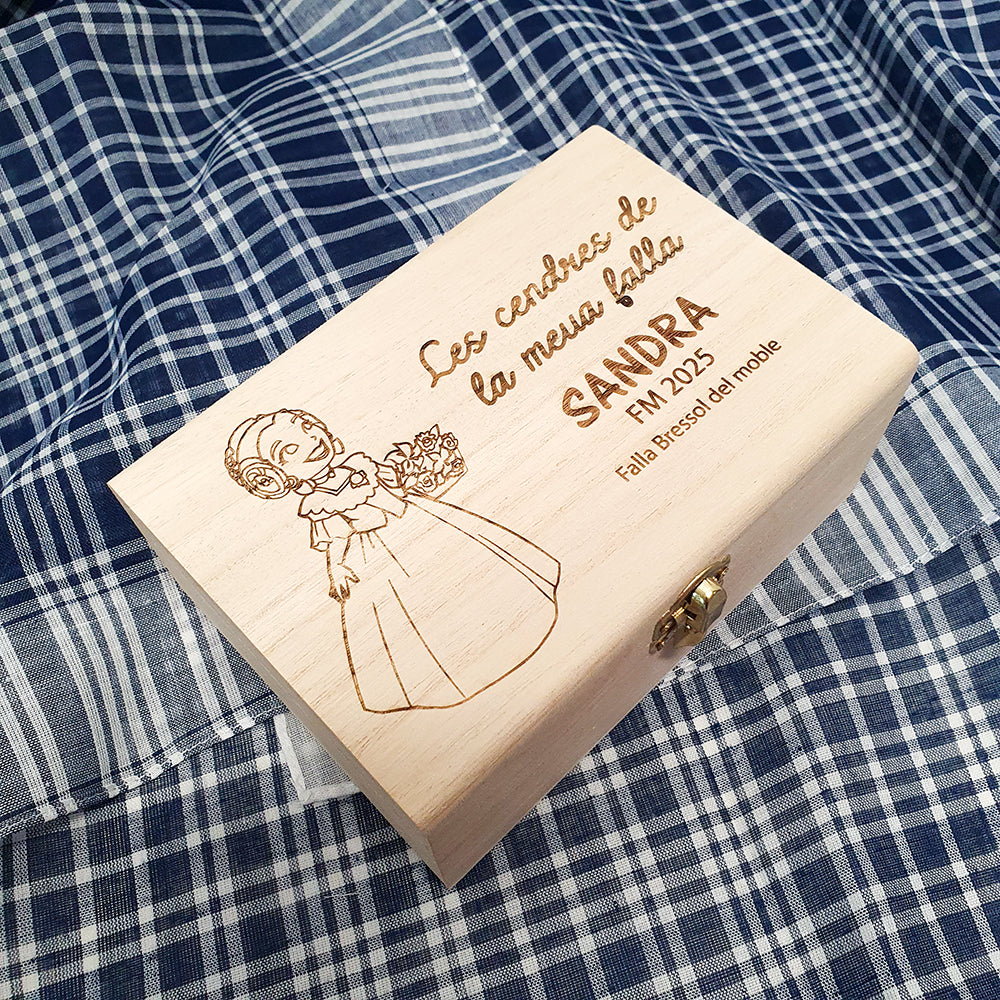 Les cendres de
la meua falla
SANDRA
FM 2025
Falla Bressol del moble